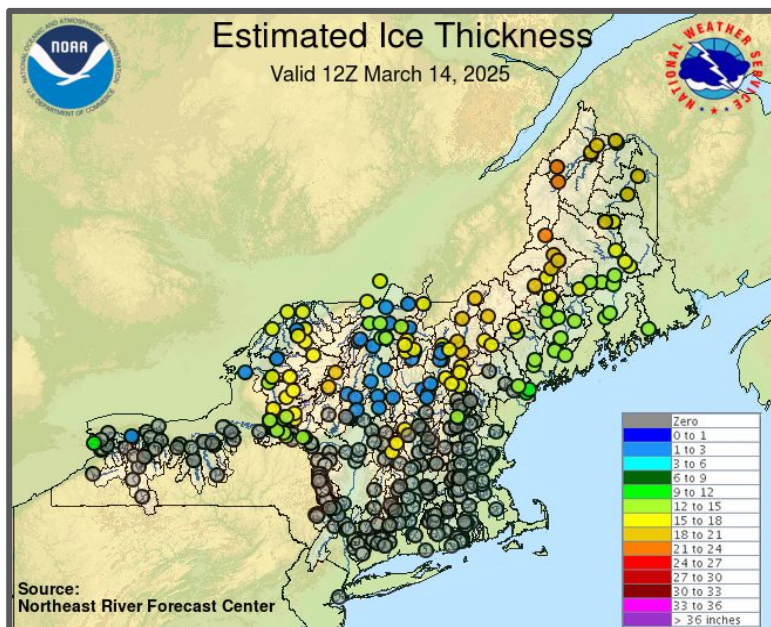 Estimated Ice Thickness
Valid 12Z March 14, 2025
NATIONAL OCEANIC AND ATMOSPHERIC ADMINISTRATION
NOAA
U.S. DEPARTMENT OF COMMERCE
NATIONAL WEATHER SERVICE
Zero
0 to 1
1 to 3
3 to 6
6 to 9
9 to 12
12 to 15
15 to 18
18 to 21
21 to 24
24 to 27
27 to 30
30 to 33
33 to 36
> 36 inches
Source:
Northeast River Forecast Center